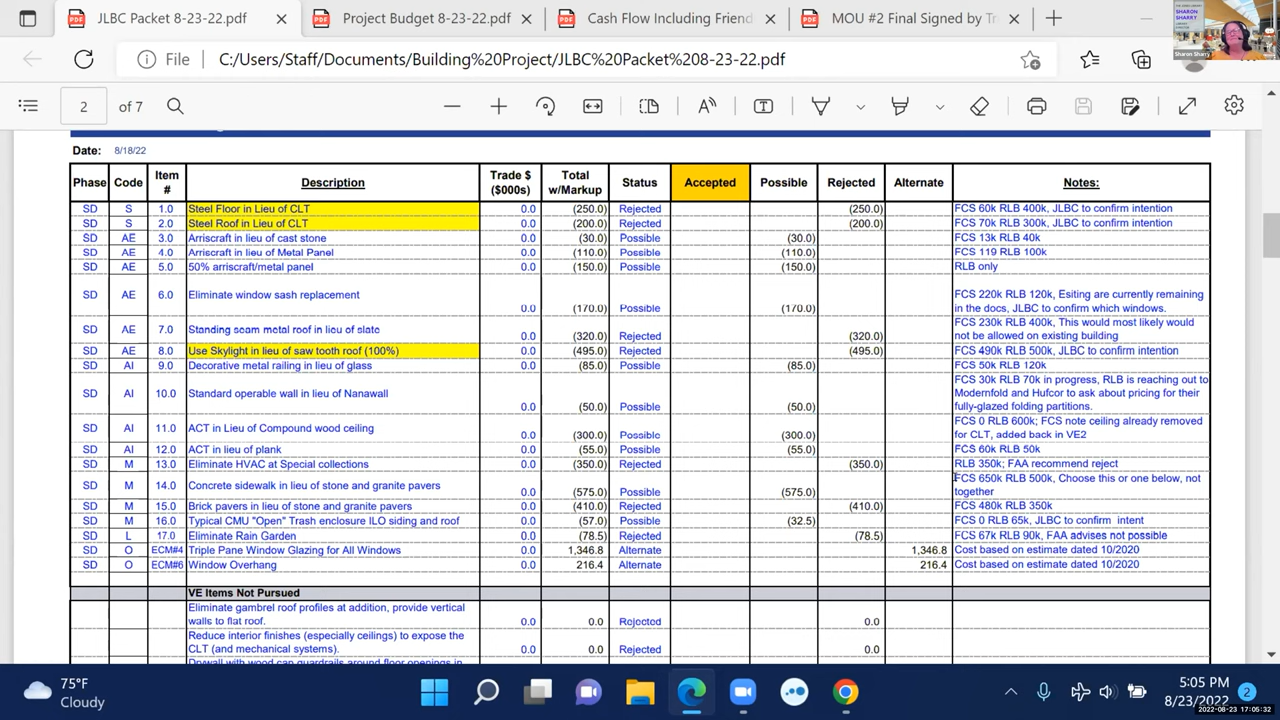 JLBC Packet 8-23-22.pdf
Project Budget 8-23-22.pdf
Cash Flow Including Friend
MOU #2 Final Signed by Tr
SHARON
SHARRY
Sharon Sharry
File C:/Users/Staff/Documents/Building%20Project/JLBC%20Packet%208-23-22.pdf
2 of 7
Date: 8/18/22
Phase Code Item # Description Trade $ ($000s) Total w/Markup Status Accepted Possible Rejected Alternate Notes:
SD S 1.0 Steel Floor in Lieu of CLT 0.0 (250.0) Rejected (250.0) FCS 60k RLB 400k, JLBC to confirm intention
SD S 2.0 Steel Roof in Lieu of CLT 0.0 (200.0) Rejected (200.0) FCS 70k RLB 300k, JLBC to confirm intention
SD AE 3.0 Arriscraft in lieu of cast stone 0.0 (30.0) Possible (30.0) FCS 13k RLB 40k
SD AE 4.0 Arriscraft in lieu of Metal Panel 0.0 (110.0) Possible (110.0) FCS 119 RLB 100k
SD AE 5.0 50% arriscraft/metal panel 0.0 (150.0) Possible (150.0) RLB only
SD AE 6.0 Eliminate window sash replacement 0.0 (170.0) Possible (170.0) FCS 220k RLB 120k, Esiting are currently remaining
in the docs, JLBC to confirm which windows.
SD AE 7.0 Standing seam metal roof in lieu of slate 0.0 (320.0) Rejected (320.0) FCS 230k RLB 400k, This would most likely would
not be allowed on existing building
SD AE 8.0 Use Skylight in lieu of saw tooth roof (100%) 0.0 (495.0) Rejected (495.0) FCS 490k RLB 500k, JLBC to confirm intention
SD AI 9.0 Decorative metal railing in lieu of glass 0.0 (85.0) Possible (85.0) FCS 50k RLB 120k
SD AI 10.0 Standard operable wall in lieu of Nanawall 0.0 (50.0) Possible (50.0) FCS 30k RLB 70k in progress, RLB is reaching out to
Modernfold and Hufcor to ask about pricing for their
fully-glazed folding partitions.
SD AI 11.0 ACT in Lieu of Compound wood ceiling 0.0 (300.0) Possible (300.0) FCS 0 RLB 600k; FCS note ceiling already removed
for CLT, added back in VE2
SD AI 12.0 ACT in lieu of plank 0.0 (55.0) Possible (55.0) FCS 60k RLB 50k
SD M 13.0 Eliminate HVAC at Special collections 0.0 (350.0) Rejected (350.0) RLB 350k; FAA recommend reject
SD M 14.0 Concrete sidewalk in lieu of stone and granite pavers 0.0 (575.0) Possible (575.0) FCS 650k RLB 500k, Choose this or one below, not
together
SD M 15.0 Brick pavers in lieu of stone and granite pavers 0.0 (410.0) Rejected (410.0) FCS 480k RLB 350k
SD M 16.0 Typical CMU "Open" Trash enclosure ILO siding and roof 0.0 (57.0) Possible (32.5) FCS 0 RLB 65k, JLBC to confirm intent
SD L 17.0 Eliminate Rain Garden 0.0 (78.5) Rejected (78.5) FCS 67k RLB 90k, FAA advises not possible
SD O ECM#4 Triple Pane Window Glazing for All Windows 0.0 1,346.8 Alternate 1,346.8 Cost based on estimate dated 10/2020
SD O ECM#6 Window Overhang 0.0 216.4 Alternate 216.4 Cost based on estimate dated 10/2020
VE Items Not Pursued
Eliminate gambrel roof profiles at addition, provide vertical
walls to flat roof. 0.0 0.0 Rejected 0.0
Reduce interior finishes (especially ceilings) to expose the
CLT (and mechanical systems). 0.0 0.0 Rejected 0.0
Drywall with wood cap guardrails around floor openings in
75°F
Cloudy
5:05 PM
8/23/2022
2
2022-08-23 17:05:32